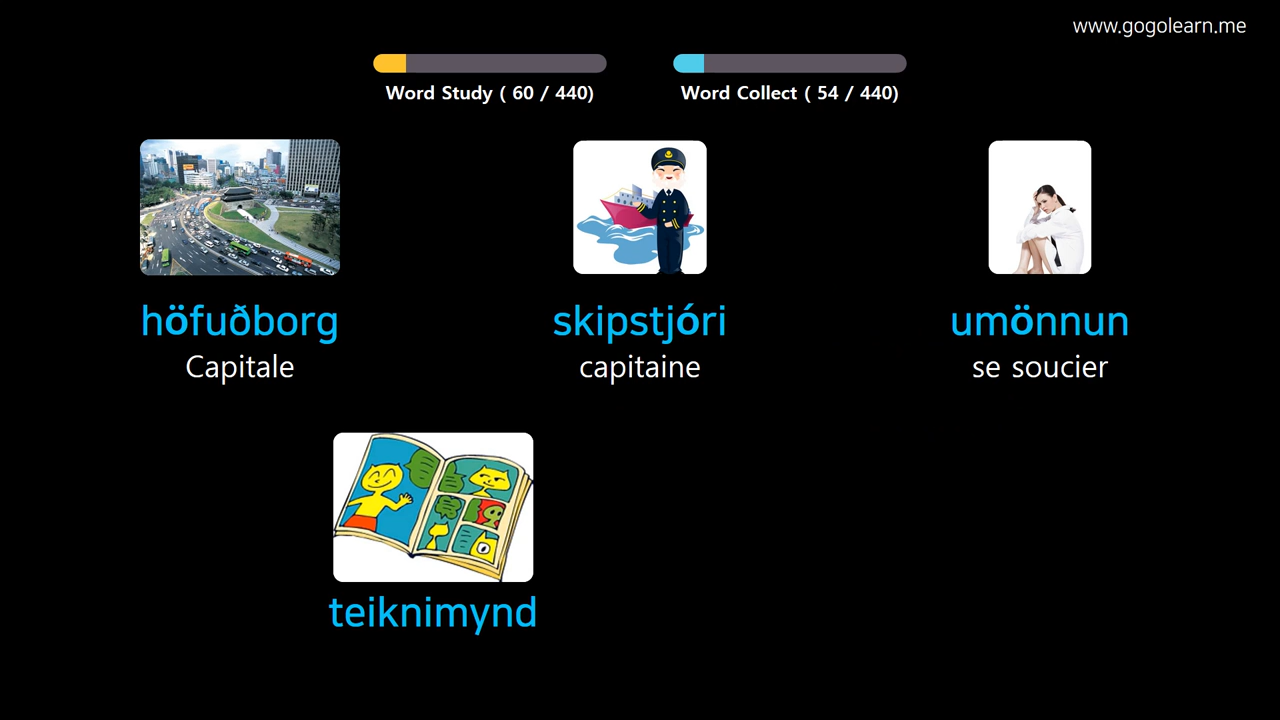 www.gogolearn.me
Word Study ( 60 / 440)
Word Collect ( 54 / 440)
höfuðborg
Capitale
skipstjóri
capitaine
umönnun
se soucier
teiknimynd